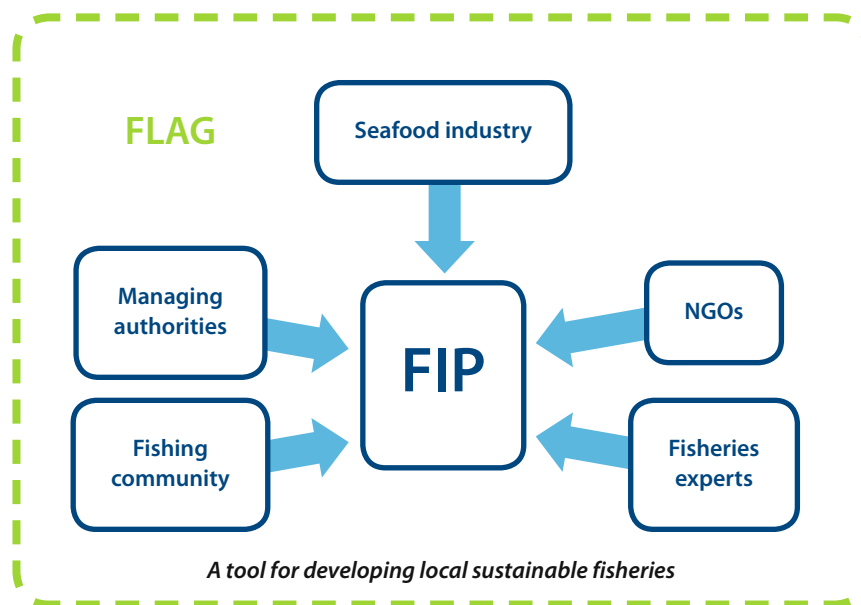 FLAG
Seafood industry
Managing
authorities
NGOs
FIP
Fishing
community
Fisheries
experts
A tool for developing local sustainable fisheries